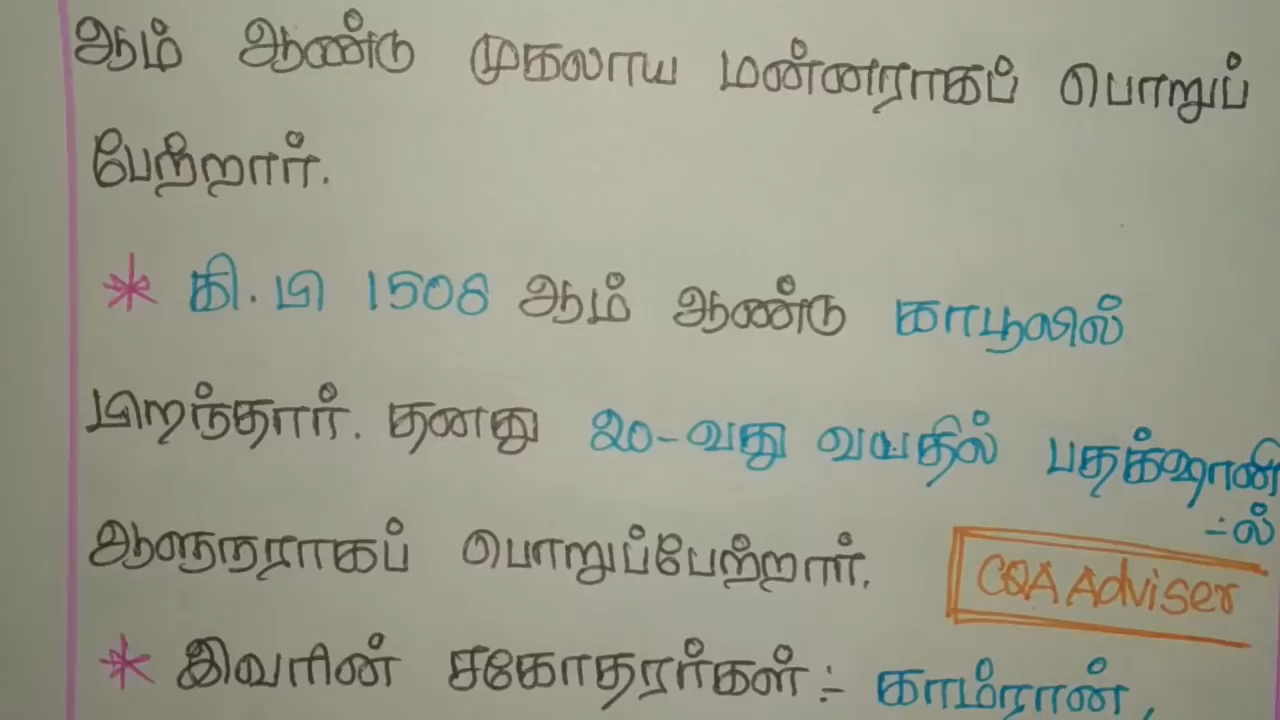 ஆம் ஆண்டு முகலாய மன்னராகப் பொறுப்
பேற்றார்.
* கி.பி 1508 ஆம் ஆண்டு காபூலில்
பிறந்தார். தனது 20-வது வயதில் பதக்ஷானி
-ல்
ஆளுநராகப் பொறுப்பேற்றார்.
CQA Adviser
* இவரின் சகோதரர்கள் :- காம்ரான்,